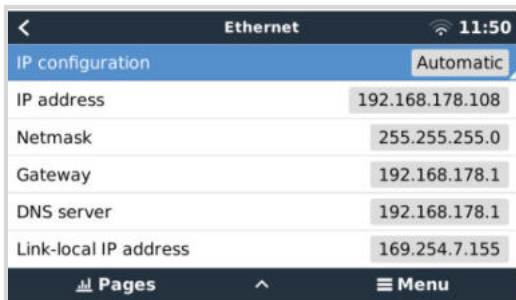 Ethernet 11:50
IP configuration Automatic
IP address 192.168.178.108
Netmask 255.255.255.0
Gateway 192.168.178.1
DNS server 192.168.178.1
Link-local IP address 169.254.7.155
Pages Menu